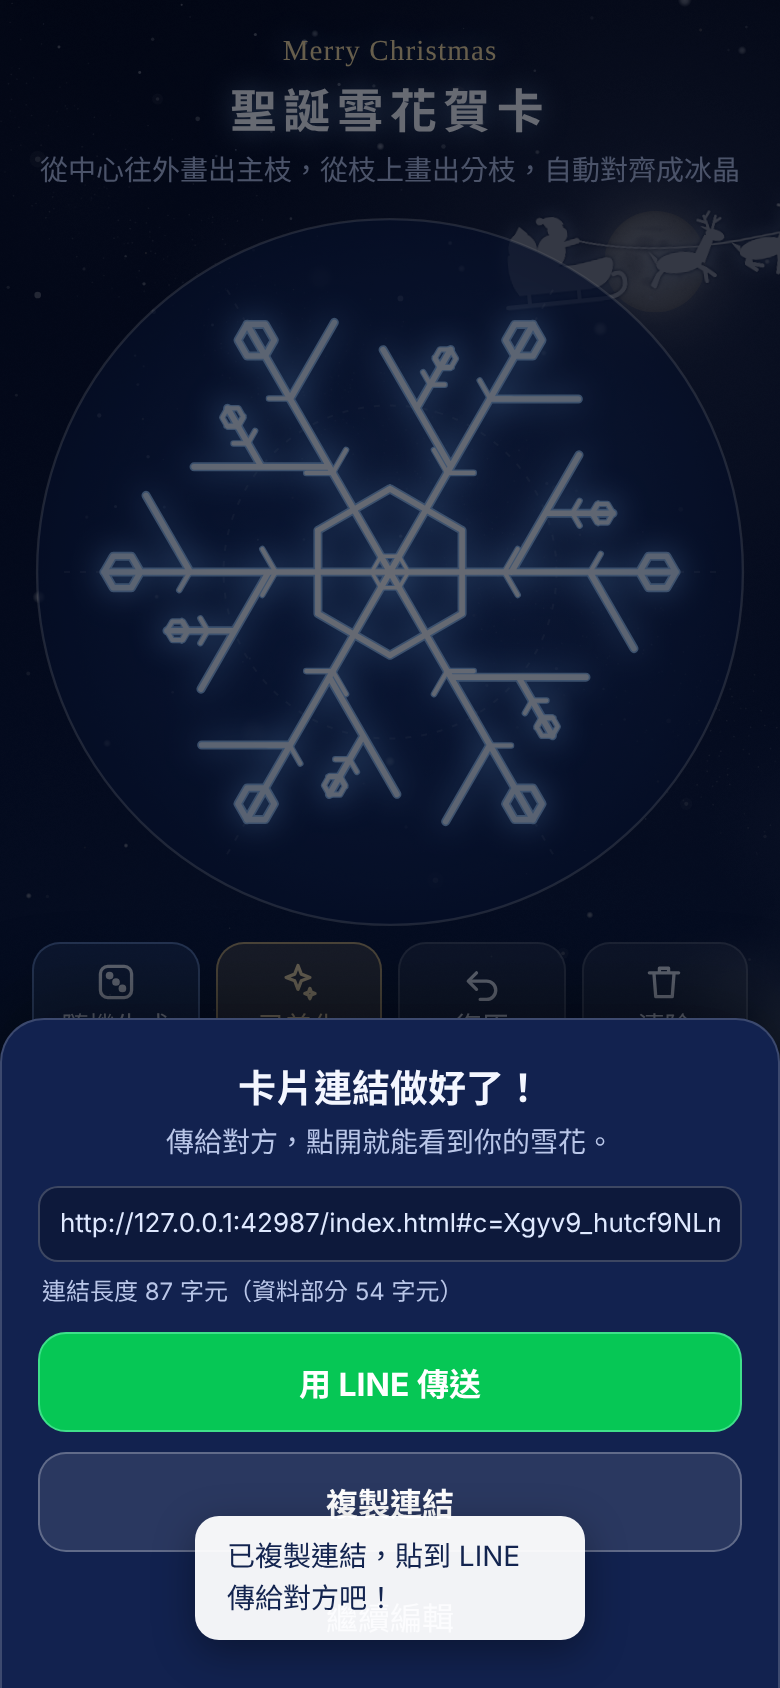 Merry Christmas
聖誕雪花賀卡
從中心往外畫出主枝，從枝上畫出分枝，自動對齊成冰晶
卡片連結做好了！
傳給對方，點開就能看到你的雪花。
http://127.0.0.1:42987/index.html#c=Xgyv9_hutcf9NLm
連結長度 87 字元（資料部分 54 字元）
用 LINE 傳送
複製連結
已複製連結，貼到 LINE
傳給對方吧！
繼續編輯